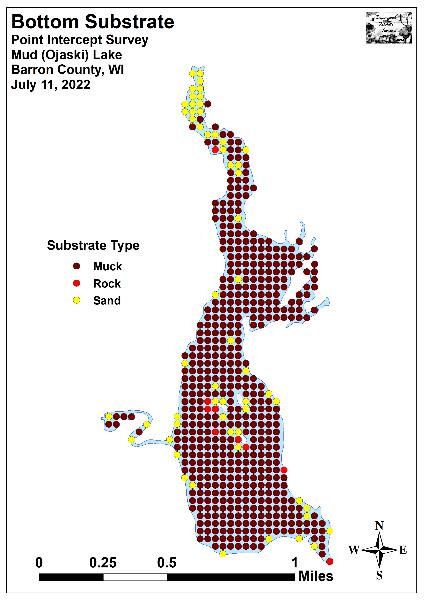 Bottom Substrate
Point Intercept Survey
Mud (Ojaski) Lake
Barron County, WI
July 11, 2022
Substrate Type
Muck
Rock
Sand
N
W E
S
0 0.25 0.5 1
Miles